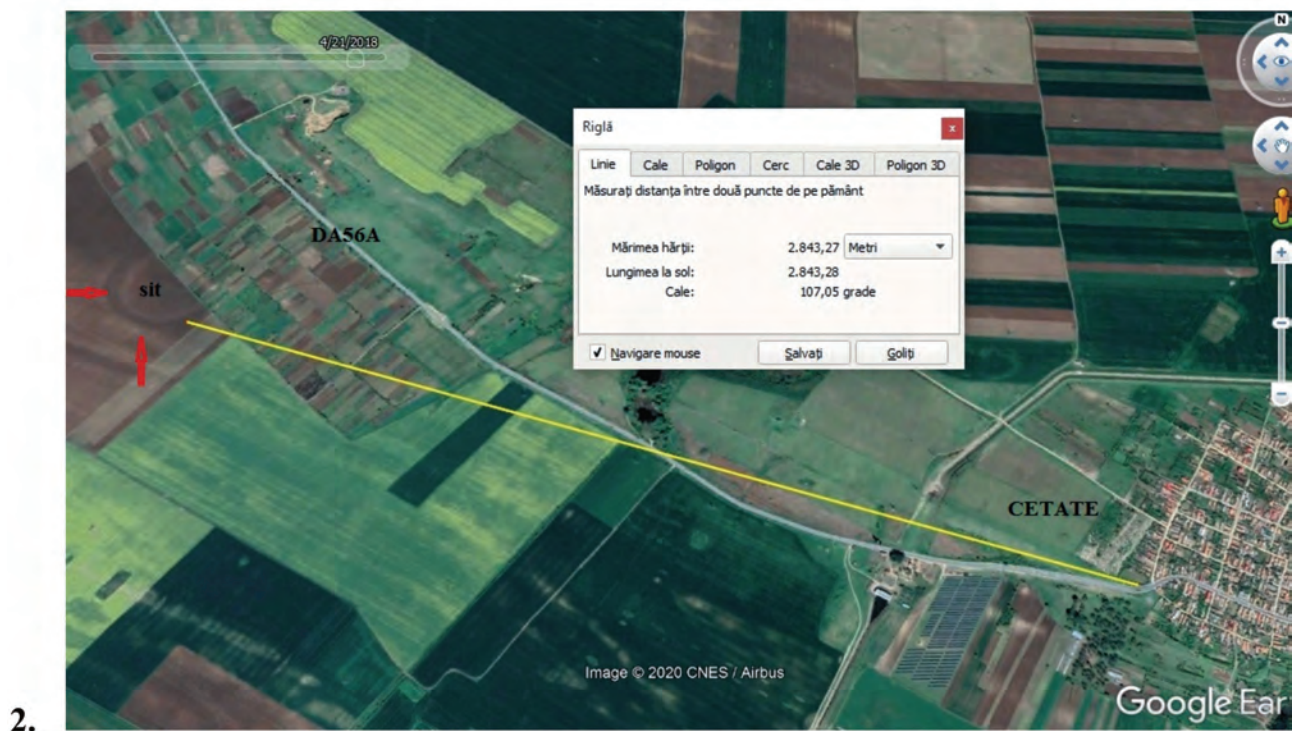 4/21/2018
N
Riglă
x
Linie Cale Poligon Cerc Cale 3D Poligon 3D
Măsurați distanța între două puncte de pe pământ
Mărimea hărții: 2.843,27 Metri
Lungimea la sol: 2.843,28
Cale: 107,05 grade
Navigare mouse Salvați Goliți
DA56A
sit
CETATE
Image © 2020 CNES / Airbus
Google Ear
2.